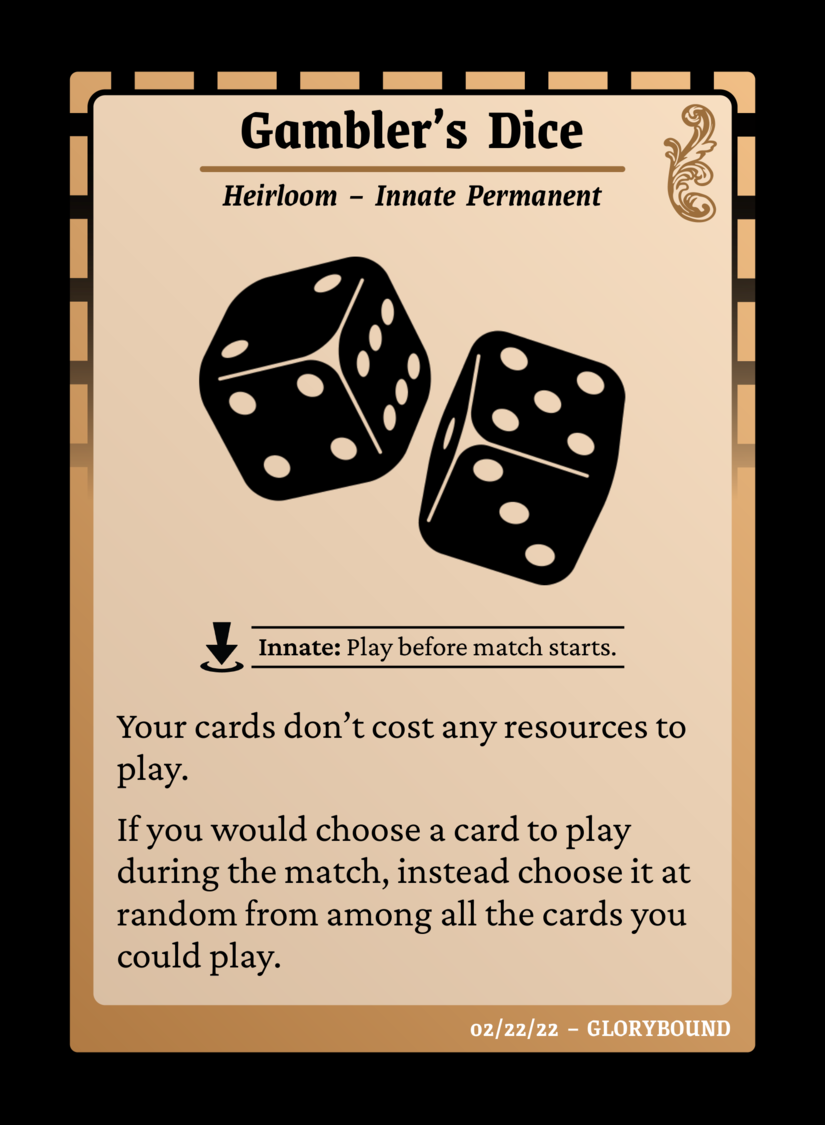 Gambler’s Dice
Heirloom – Innate Permanent
Innate: Play before match starts.
Your cards don’t cost any resources to
play.
If you would choose a card to play
during the match, instead choose it at
random from among all the cards you
could play.
02/22/22 – GLORYBOUND